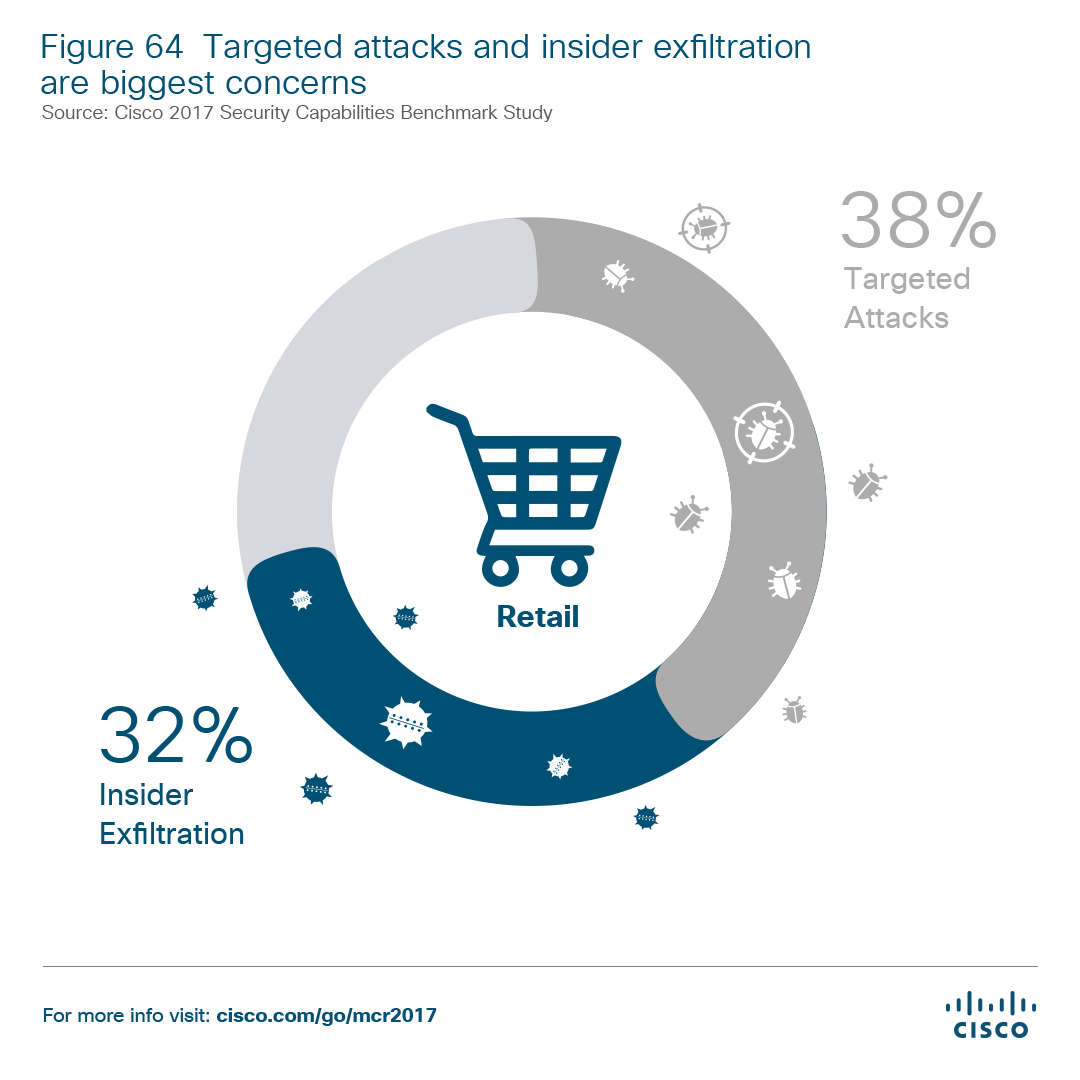 Figure 64  Targeted attacks and insider exfiltration
are biggest concerns
Source: Cisco 2017 Security Capabilities Benchmark Study
38%
Targeted
Attacks
Retail
32%
Insider
Exfiltration
For more info visit: cisco.com/go/mcr2017
CISCO